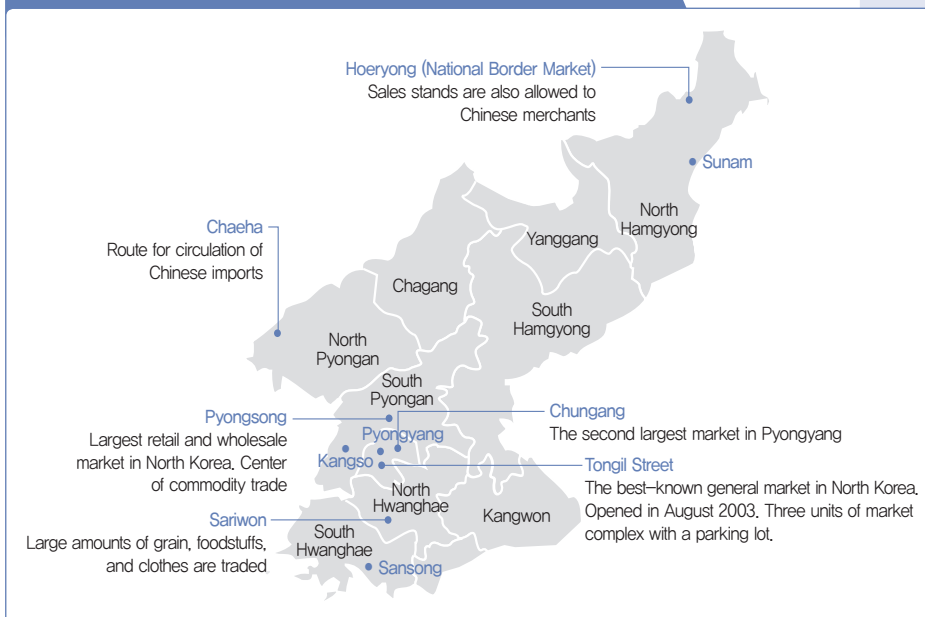 Hoeryong (National Border Market)
Sales stands are also allowed to
Chinese merchants
Sunam
North
Hamgyong
Yanggang
Chaeha
Route for circulation of
Chinese imports
Chagang
South
Hamgyong
North
Pyongan
South
Pyongan
Pyongsong
Largest retail and wholesale
market in North Korea. Center
of commodity trade
Pyongyang
Kangso
Chungang
The second largest market in Pyongyang
Tongil Street
The best-known general market in North Korea.
Opened in August 2003. Three units of market
complex with a parking lot.
North
Hwanghae
Kangwon
Sariwon
Large amounts of grain, foodstuffs,
and clothes are traded
South
Hwanghae
Sansong